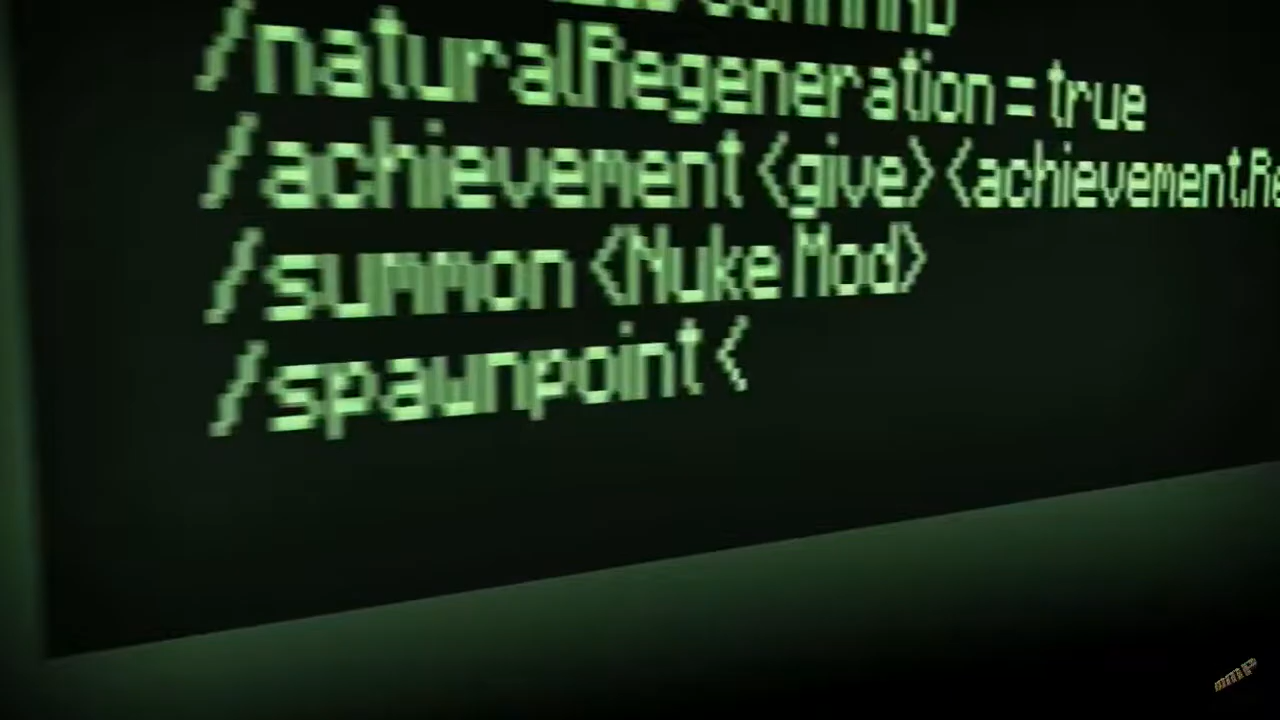 /naturalRegeneration = true
/achievement <give> <achievement.Re
/summon <Nuke Mod>
/spawnpoint <